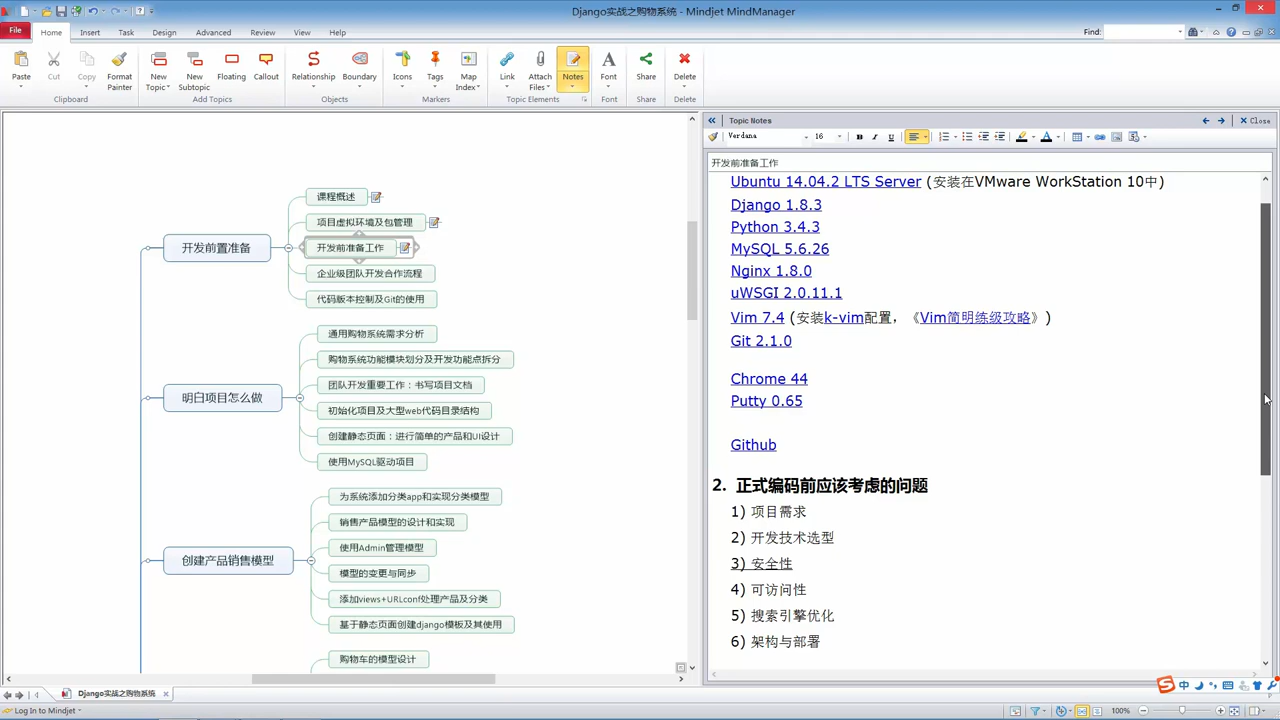 Django实战之购物系统 - Mindjet MindManager
File
Home
Insert
Task
Design
Advanced
Review
View
Help
Find:
Paste
Cut
Copy
Format Painter
Clipboard
New Topic
New Subtopic
Floating
Callout
Add Topics
Relationship
Boundary
Objects
Icons
Tags
Map Index
Markers
Link
Attach Files
Notes
Topic Elements
Font
Font
Share
Share
Delete
Delete
开发前置准备
课程概述
项目虚拟环境及包管理
开发前准备工作
企业级团队开发合作流程
代码版本控制及Git的使用
明白项目怎么做
通用购物系统需求分析
购物系统功能模块划分及开发功能点拆分
团队开发重要工作：书写项目文档
初始化项目及大型web代码目录结构
创建静态页面：进行简单的产品和UI设计
使用MySQL驱动项目
创建产品销售模型
为系统添加分类app和实现分类模型
销售产品模型的设计和实现
使用Admin管理模型
模型的变更与同步
添加views+URLconf处理产品及分类
基于静态页面创建django模板及其使用
购物车的模型设计
Topic Notes
Close
Verdana
16
开发前准备工作
Ubuntu 14.04.2 LTS Server (安装在VMware WorkStation 10中)
Django 1.8.3
Python 3.4.3
MySQL 5.6.26
Nginx 1.8.0
uWSGI 2.0.11.1
Vim 7.4 (安装k-vim配置，《Vim简明练级攻略》)
Git 2.1.0
Chrome 44
Putty 0.65
Github
2. 正式编码前应该考虑的问题
1) 项目需求
2) 开发技术选型
3) 安全性
4) 可访问性
5) 搜索引擎优化
6) 架构与部署
中
Django实战之购物系统
Log In to Mindjet
100%